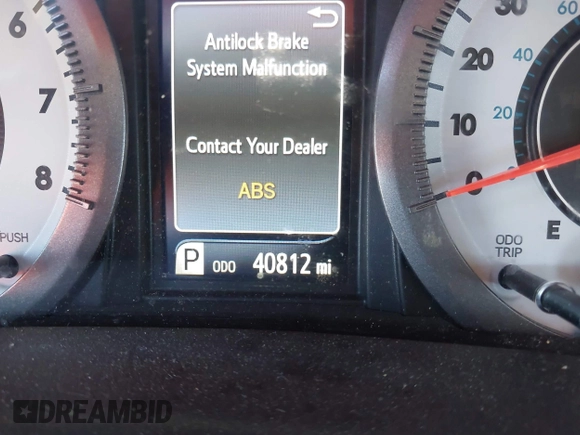 6
7
8
PUSH
Antilock Brake
System Malfunction
Contact Your Dealer
ABS
P ODO 40812 mi
30
20
10
0
60
40
20
ODO
TRIP
E
DREAMBID